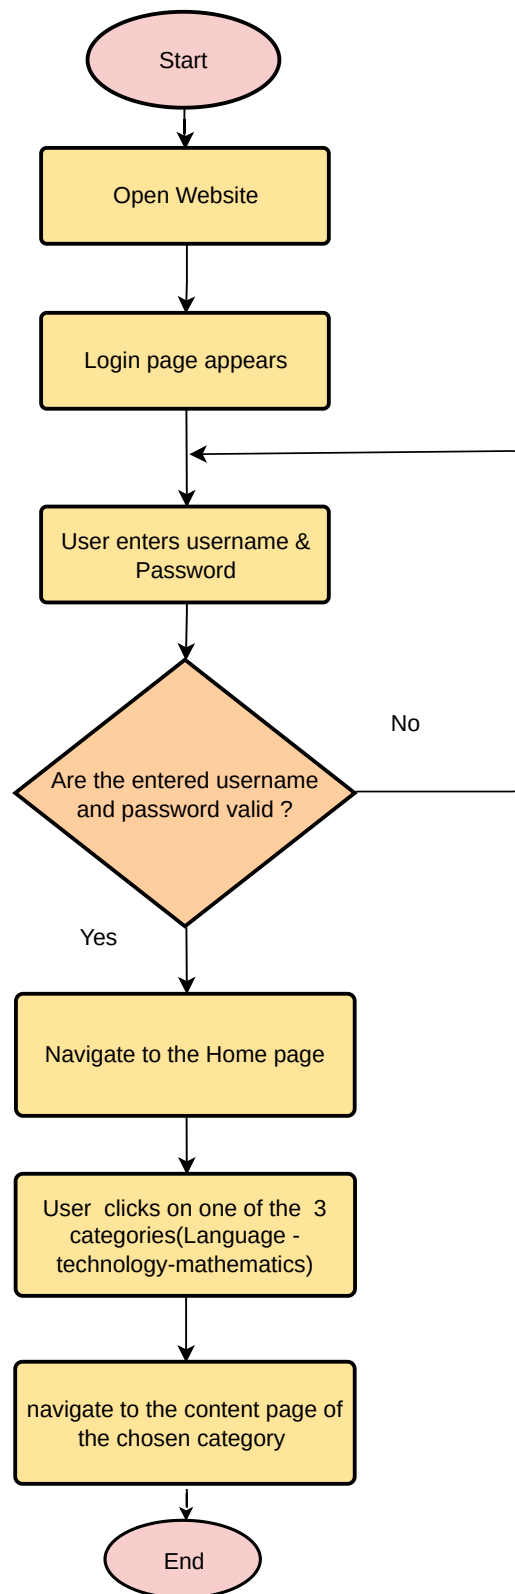 Start
Open Website
Login page appears
User enters username &
Password
No
Are the entered username
and password valid ?
Yes
Navigate to the Home page
User  clicks on one of the  3
categories(Language -
technology-mathematics)
navigate to the content page of
the chosen category
End